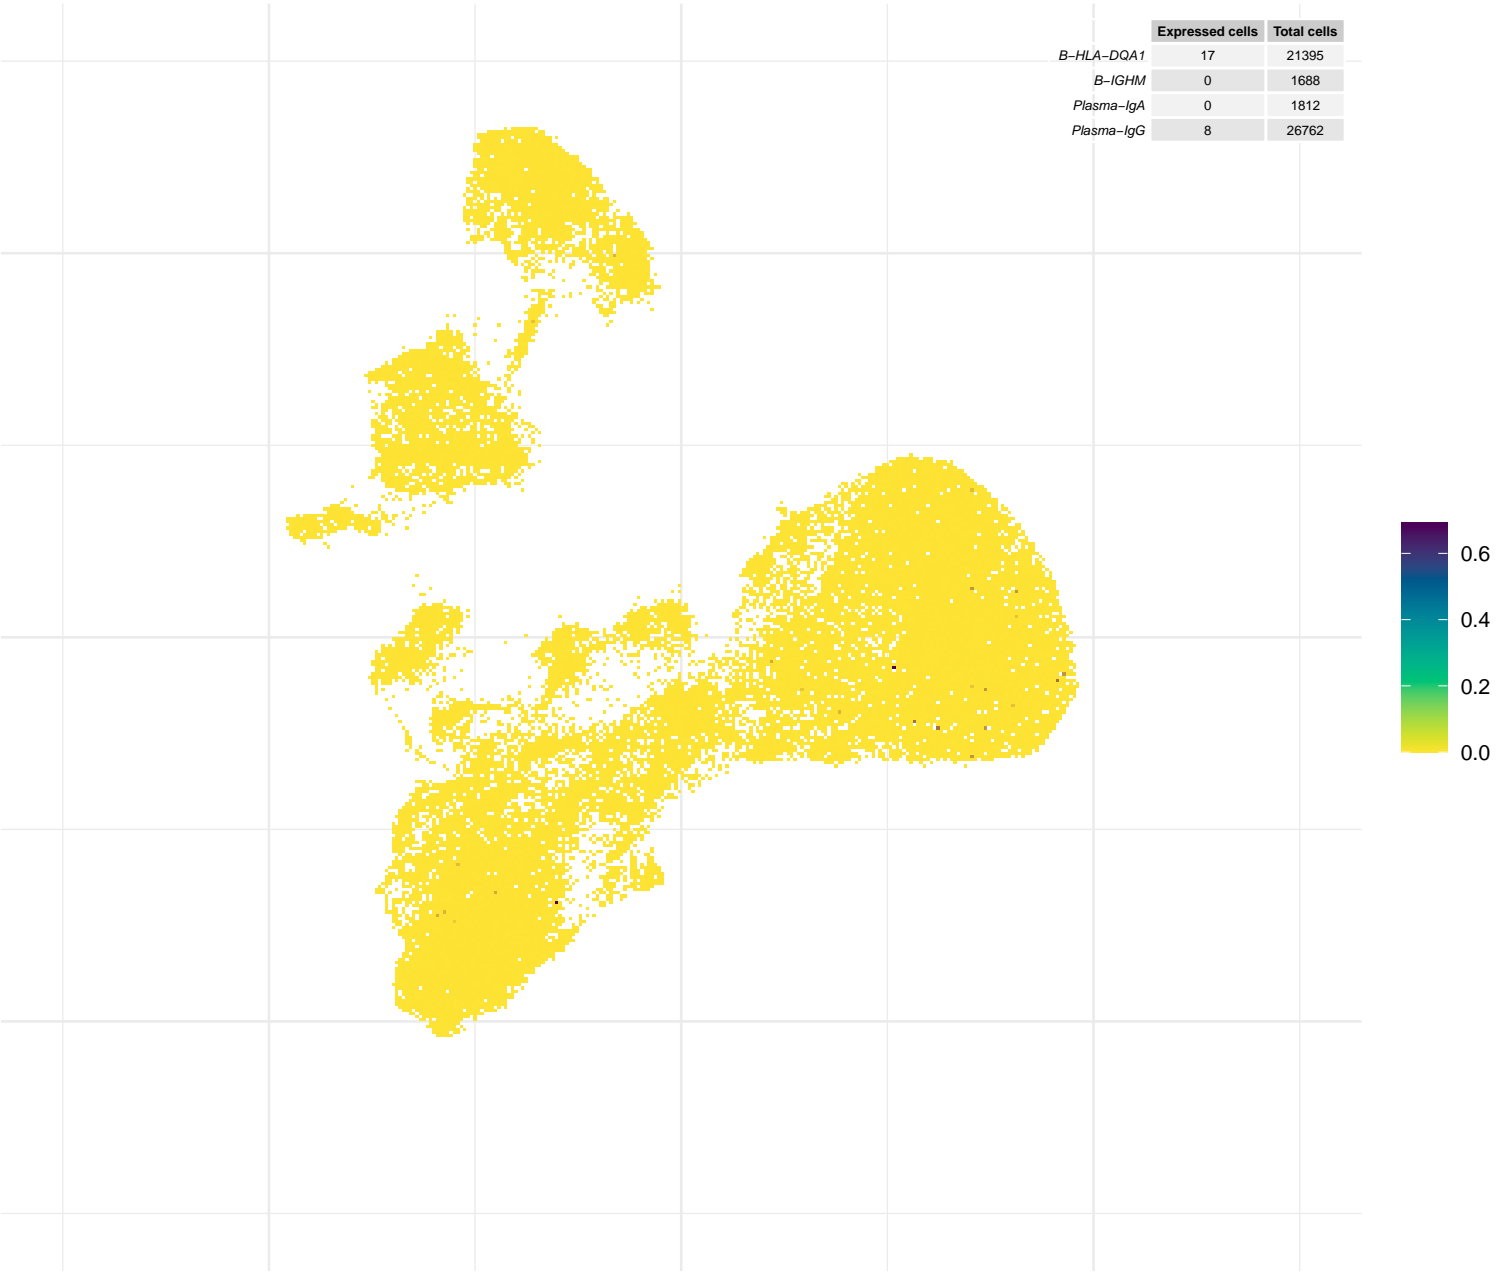 Expressed cells Total cells
B−HLA−DQA1 17 21395
B−IGHM 0 1688
Plasma−IgA 0 1812
Plasma−IgG 8 26762
0.6
0.4
0.2
0.0